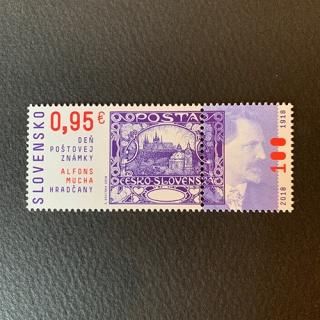 SLOVENSKO
0,95 €
DEŇ
POŠTOVEJ
ZNÁMKY
ALFONS
MUCHA
HRADČANY
POŠTA
ČESKO-SLOVENSKÁ
100
2018 1918